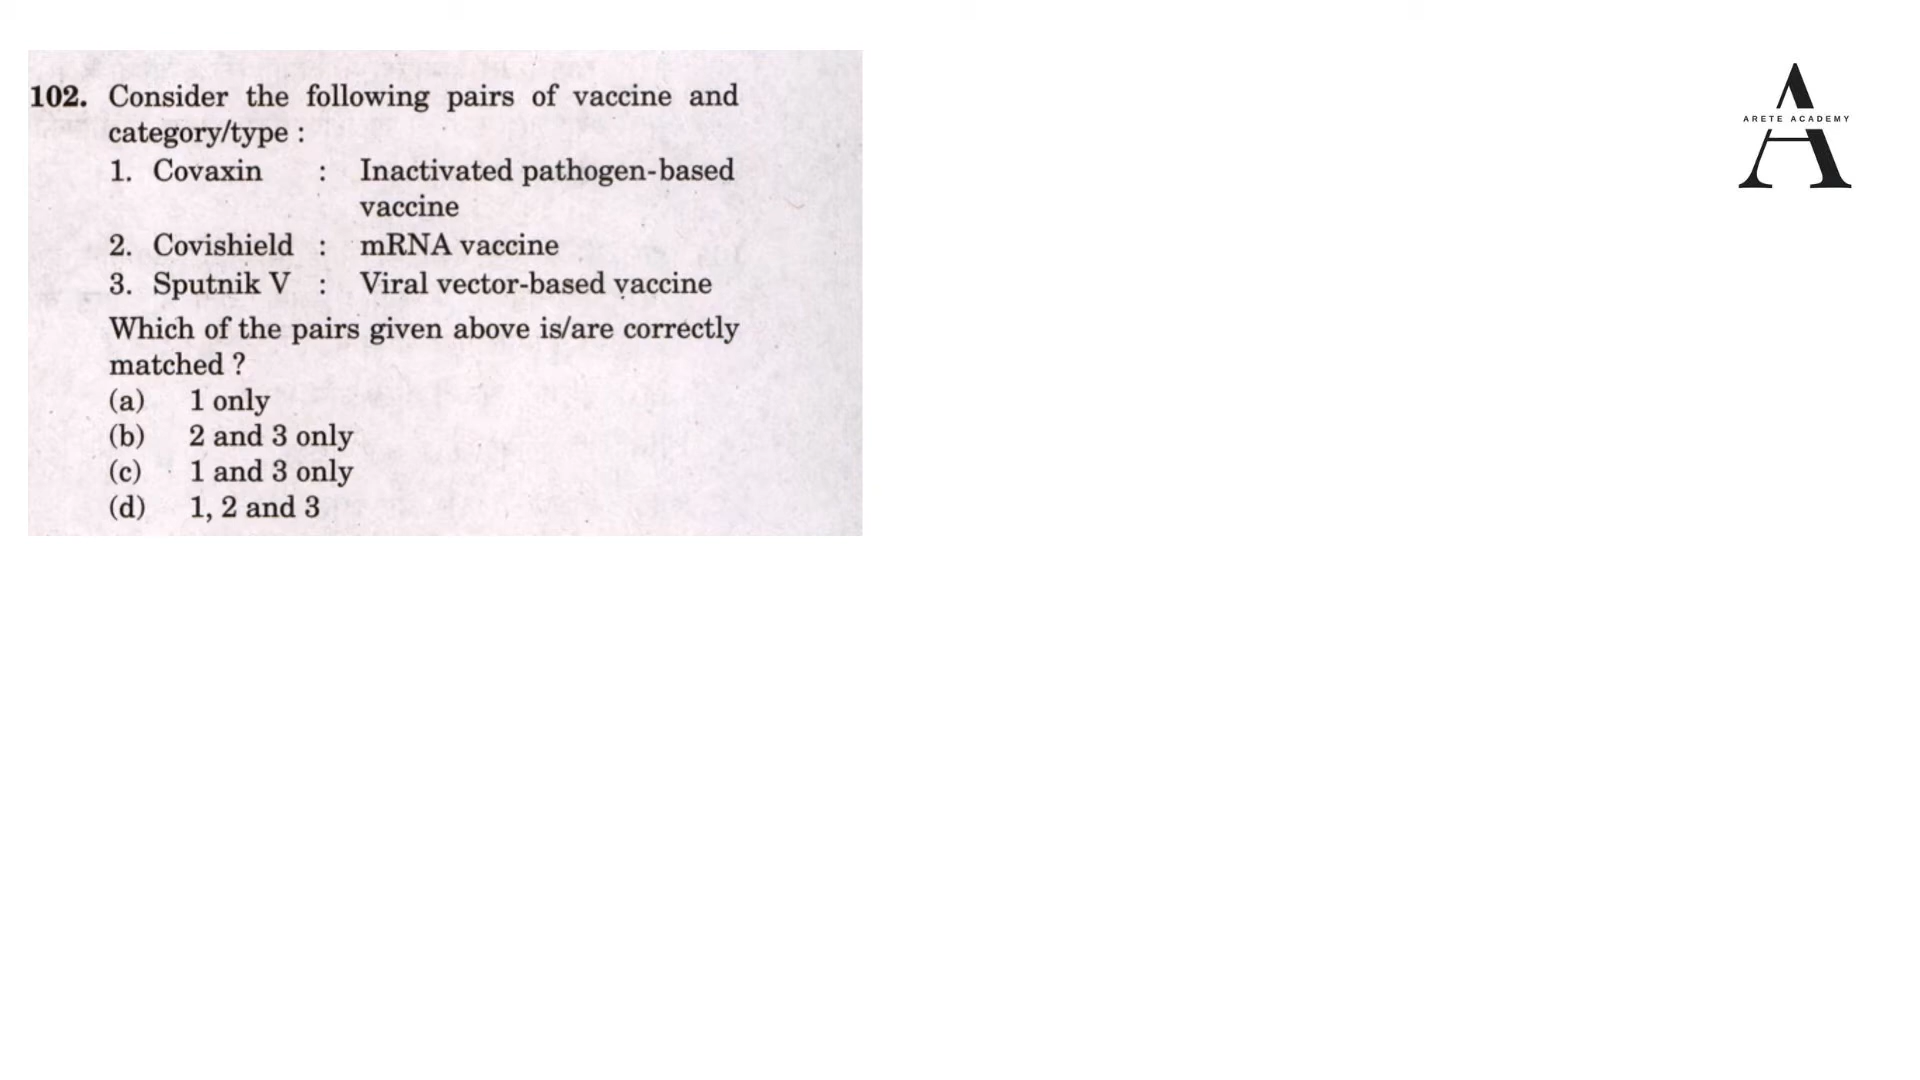 102. Consider the following pairs of vaccine and
category/type :
1. Covaxin : Inactivated pathogen-based
vaccine
2. Covishield : mRNA vaccine
3. Sputnik V : Viral vector-based vaccine
Which of the pairs given above is/are correctly
matched ?
(a) 1 only
(b) 2 and 3 only
(c) 1 and 3 only
(d) 1, 2 and 3
ARETE ACADEMY